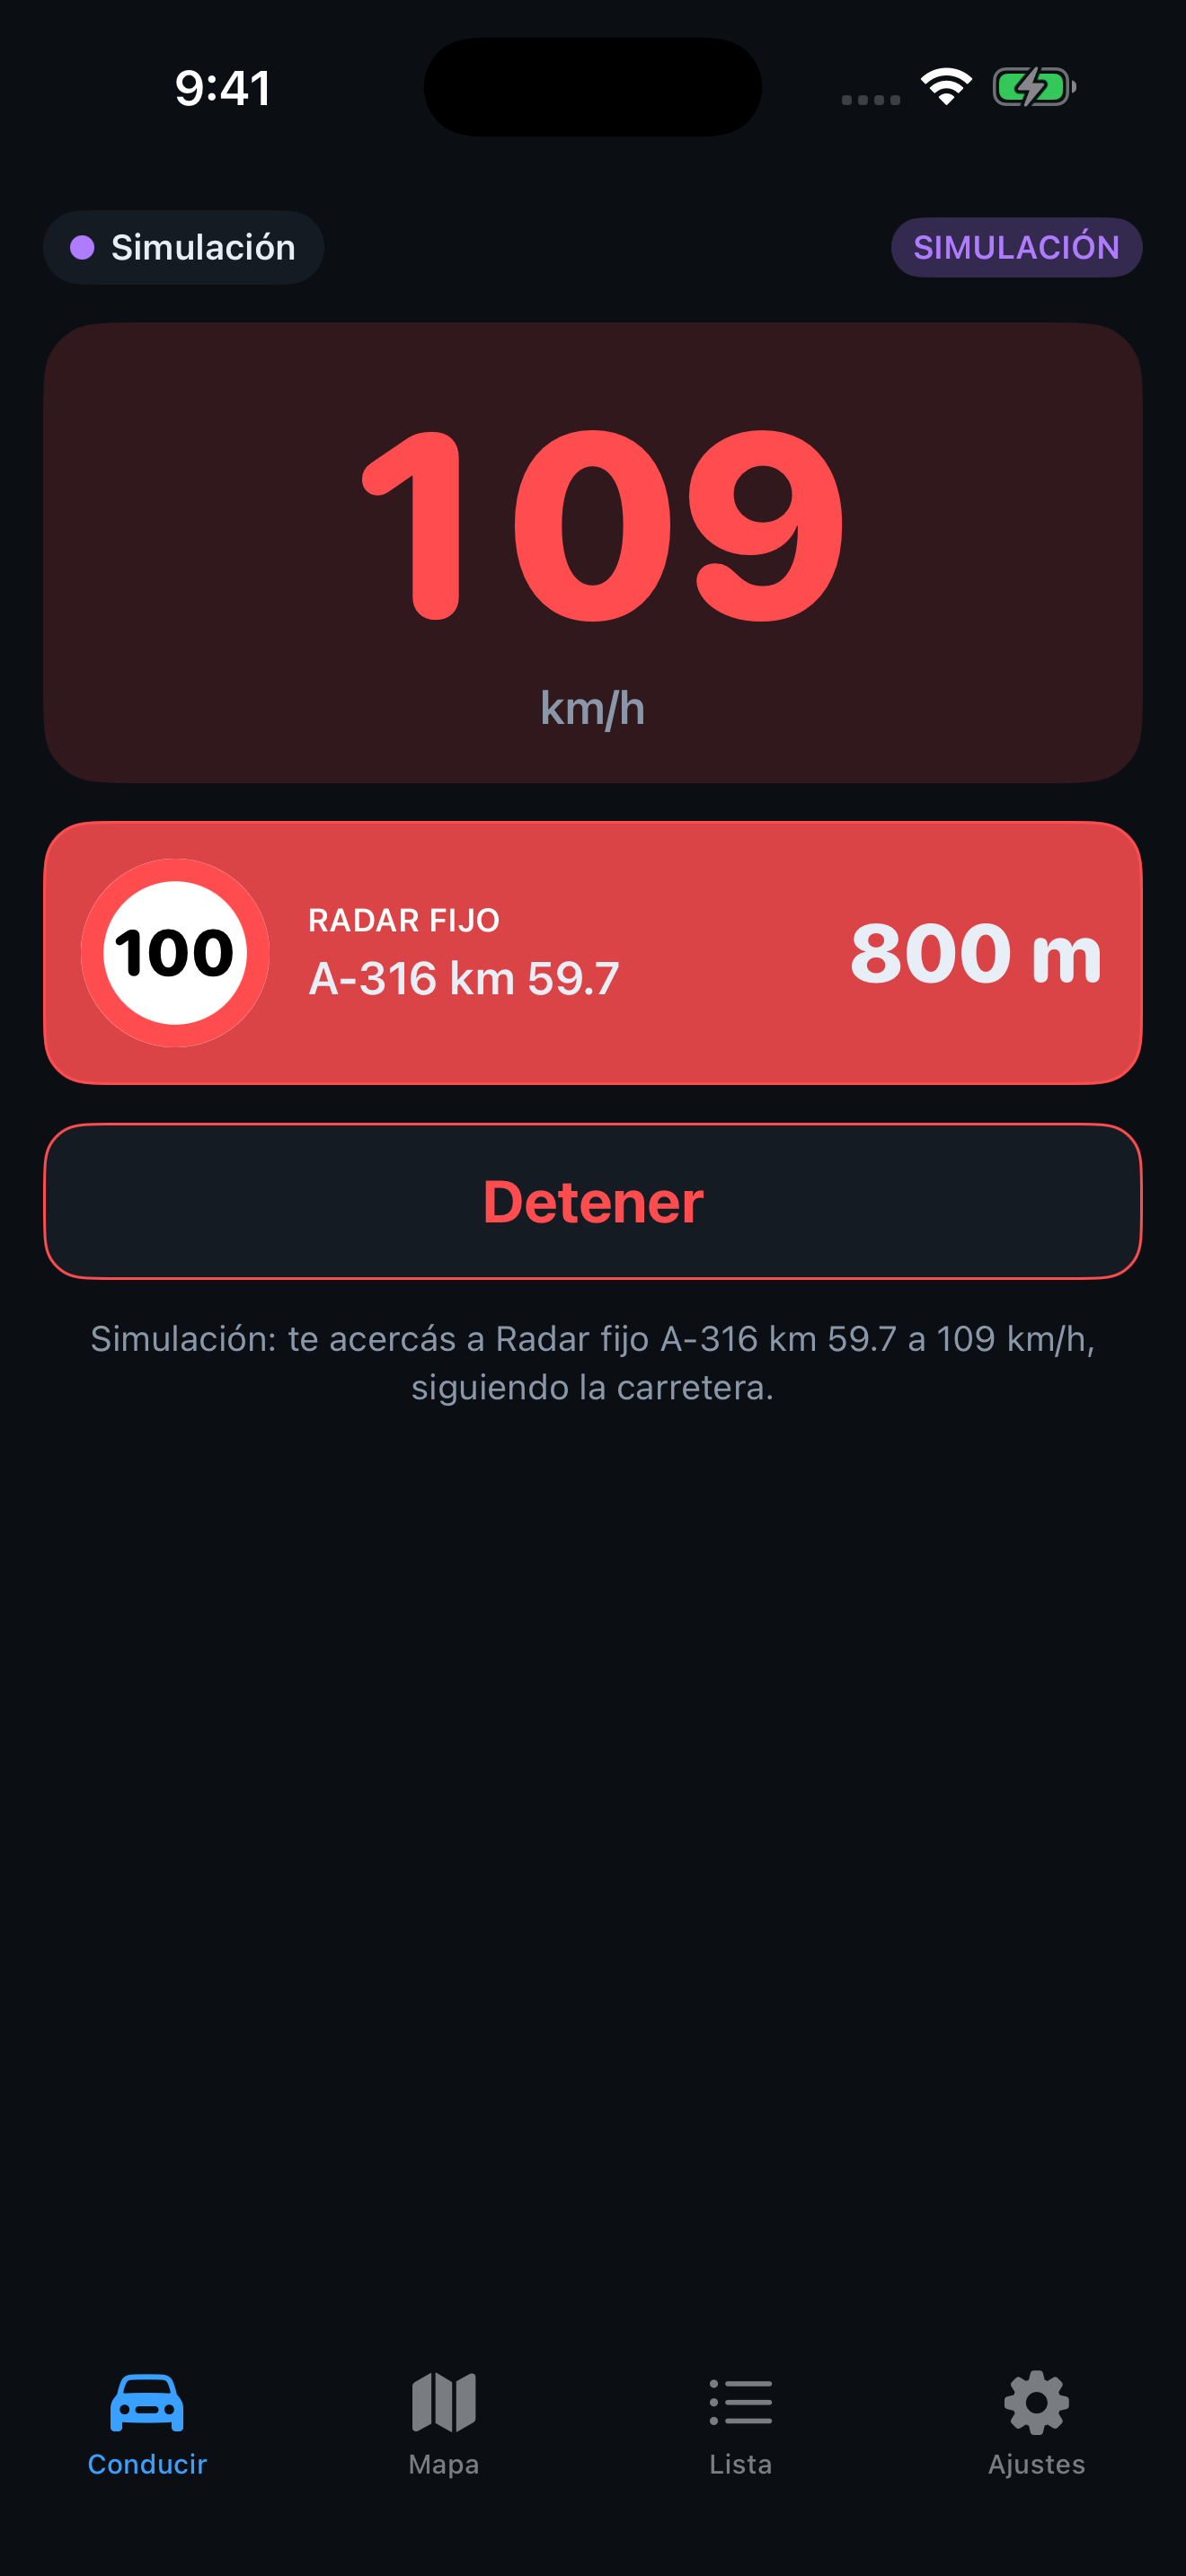 9:41
Simulación
SIMULACIÓN
109
km/h
100
RADAR FIJO
A-316 km 59.7
800 m
Detener
Simulación: te acercás a Radar fijo A-316 km 59.7 a 109 km/h,
siguiendo la carretera.
Conducir
Mapa
Lista
Ajustes